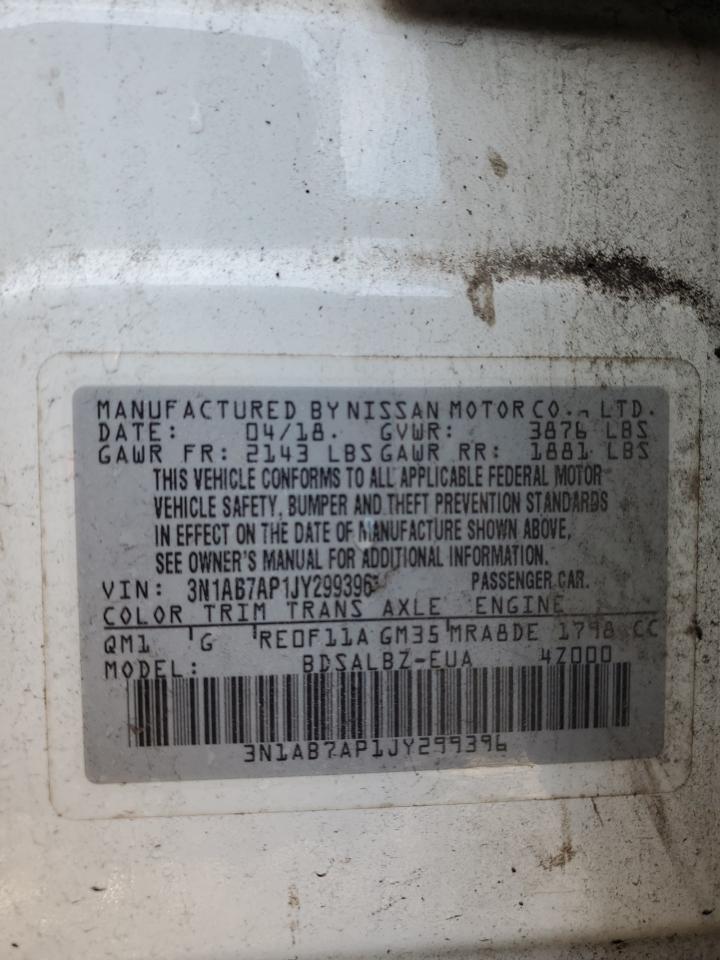 MANUFACTURED BY NISSAN MOTOR CO., LTD.
DATE: 04/18. GVWR: 3876 LBS
GAWR FR: 2143 LBS GAWR RR: 1881 LBS
THIS VEHICLE CONFORMS TO ALL APPLICABLE FEDERAL MOTOR
VEHICLE SAFETY, BUMPER AND THEFT PREVENTION STANDARDS
IN EFFECT ON THE DATE OF MANUFACTURE SHOWN ABOVE,
SEE OWNER'S MANUAL FOR ADDITIONAL INFORMATION.
VIN: 3N1AB7AP1JY299396 PASSENGER CAR.
COLOR TRIM TRANS AXLE ENGINE
QM1 G RE0F11A GM35 MRA8DE 1798 CC
MODEL: BDSALBZ-EUA 4Z000
3N1AB7AP1JY299396